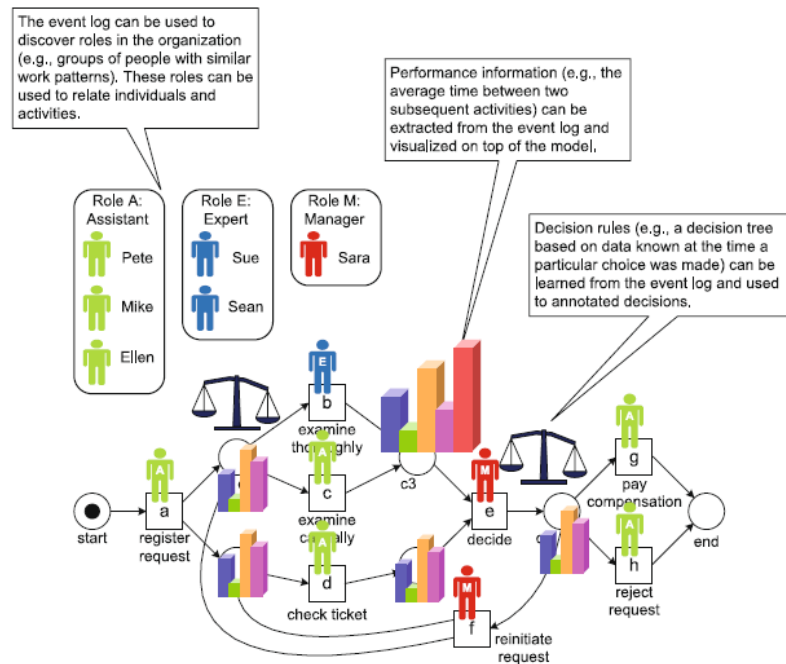 The event log can be used to
discover roles in the organization
(e.g., groups of people with similar
work patterns). These roles can be
used to relate individuals and
activities.
Performance information (e.g., the
average time between two
subsequent activities) can be
extracted from the event log and
visualized on top of the model.
Decision rules (e.g., a decision tree
based on data known at the time a
particular choice was made) can be
learned from the event log and used
to annotated decisions.
Role A:
Assistant
Pete
Mike
Ellen
Role E:
Expert
Sue
Sean
Role M:
Manager
Sara
E
b
examine
thoroughly
A
c
examine
casually
c3
A
a
register
request
start
A
d
check ticket
M
e
decide
M
f
reinitiate
request
A
g
pay
compensation
A
h
reject
request
end